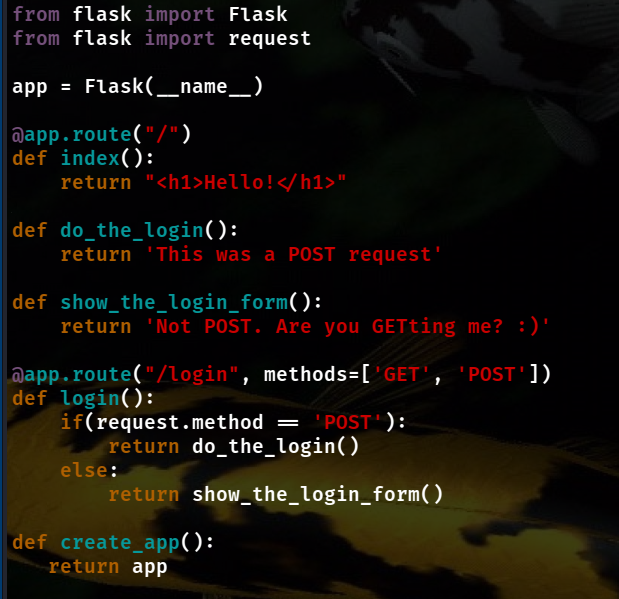 from flask import Flask
from flask import request

app = Flask(__name__)

@app.route("/")
def index():
    return "<h1>Hello!</h1>"

def do_the_login():
    return 'This was a POST request'

def show_the_login_form():
    return 'Not POST. Are you GETting me? :)'

@app.route("/login", methods=['GET', 'POST'])
def login():
    if(request.method == 'POST'):
        return do_the_login()
    else:
        return show_the_login_form()

def create_app():
   return app